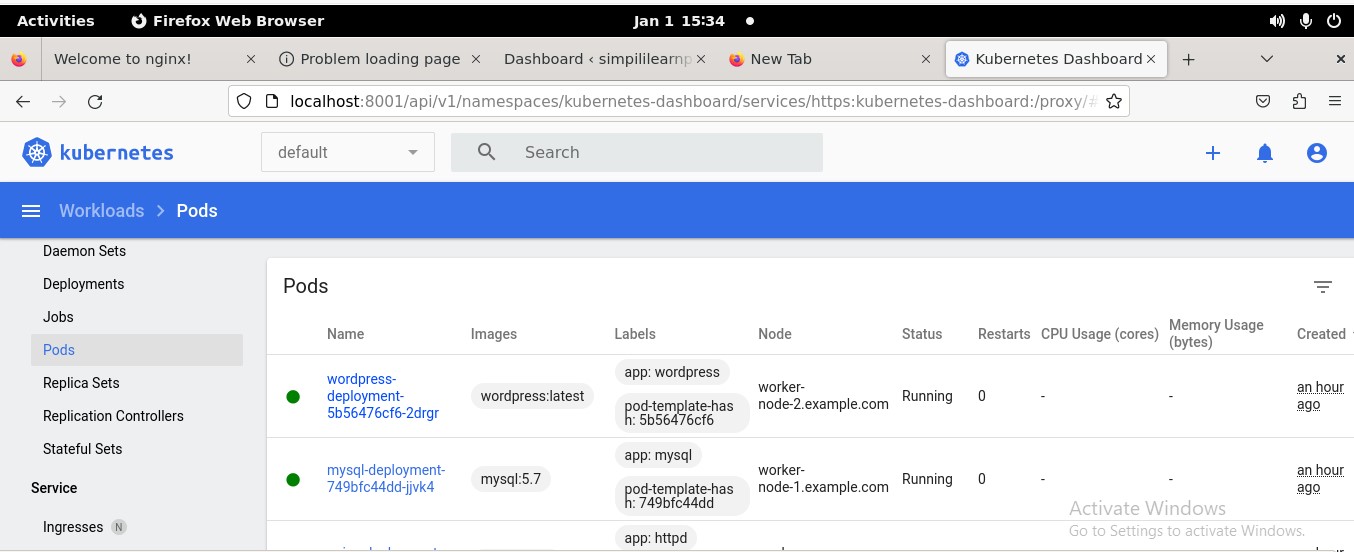 Activities Firefox Web Browser Jan 1 15:34
Welcome to nginx! Problem loading page Dashboard ‹ simpililearnp New Tab Kubernetes Dashboard
localhost:8001/api/v1/namespaces/kubernetes-dashboard/services/https:kubernetes-dashboard:/proxy/#
kubernetes default Search
Workloads Pods
Daemon Sets
Deployments
Jobs
Pods
Replica Sets
Replication Controllers
Stateful Sets
Service
Ingresses N
Pods
Name Images Labels Node Status Restarts CPU Usage (cores) Memory Usage (bytes) Created
wordpress-
deployment-
5b56476cf6-2drgr
wordpress:latest
app: wordpress
pod-template-has
h: 5b56476cf6
worker-
node-2.example.com
Running 0 - -
an hour
ago
mysql-deployment-
749bfc44dd-jjvk4
mysql:5.7
app: mysql
pod-template-has
h: 749bfc44dd
worker-
node-1.example.com
Running 0 - -
an hour
ago
app: httpd
Activate Windows
Go to Settings to activate Windows.